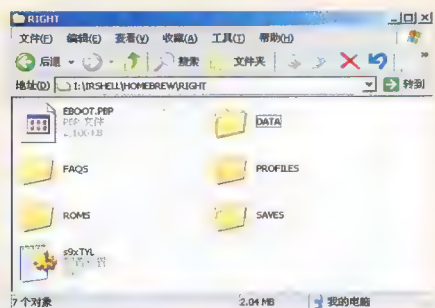 RIGHT
文件(F) 编辑(E) 查看(V) 收藏(A) 工具(T) 帮助(H)
后退 搜索 文件夹
地址(D) I:\IRSHELL\HOMEBREW\RIGHT 转到
EBOOT.PBP
PBP 文件
DATA
FAQS
PROFILES
ROMS
SAVES
s9xTYL
7 个对象 2.04 MB 我的电脑